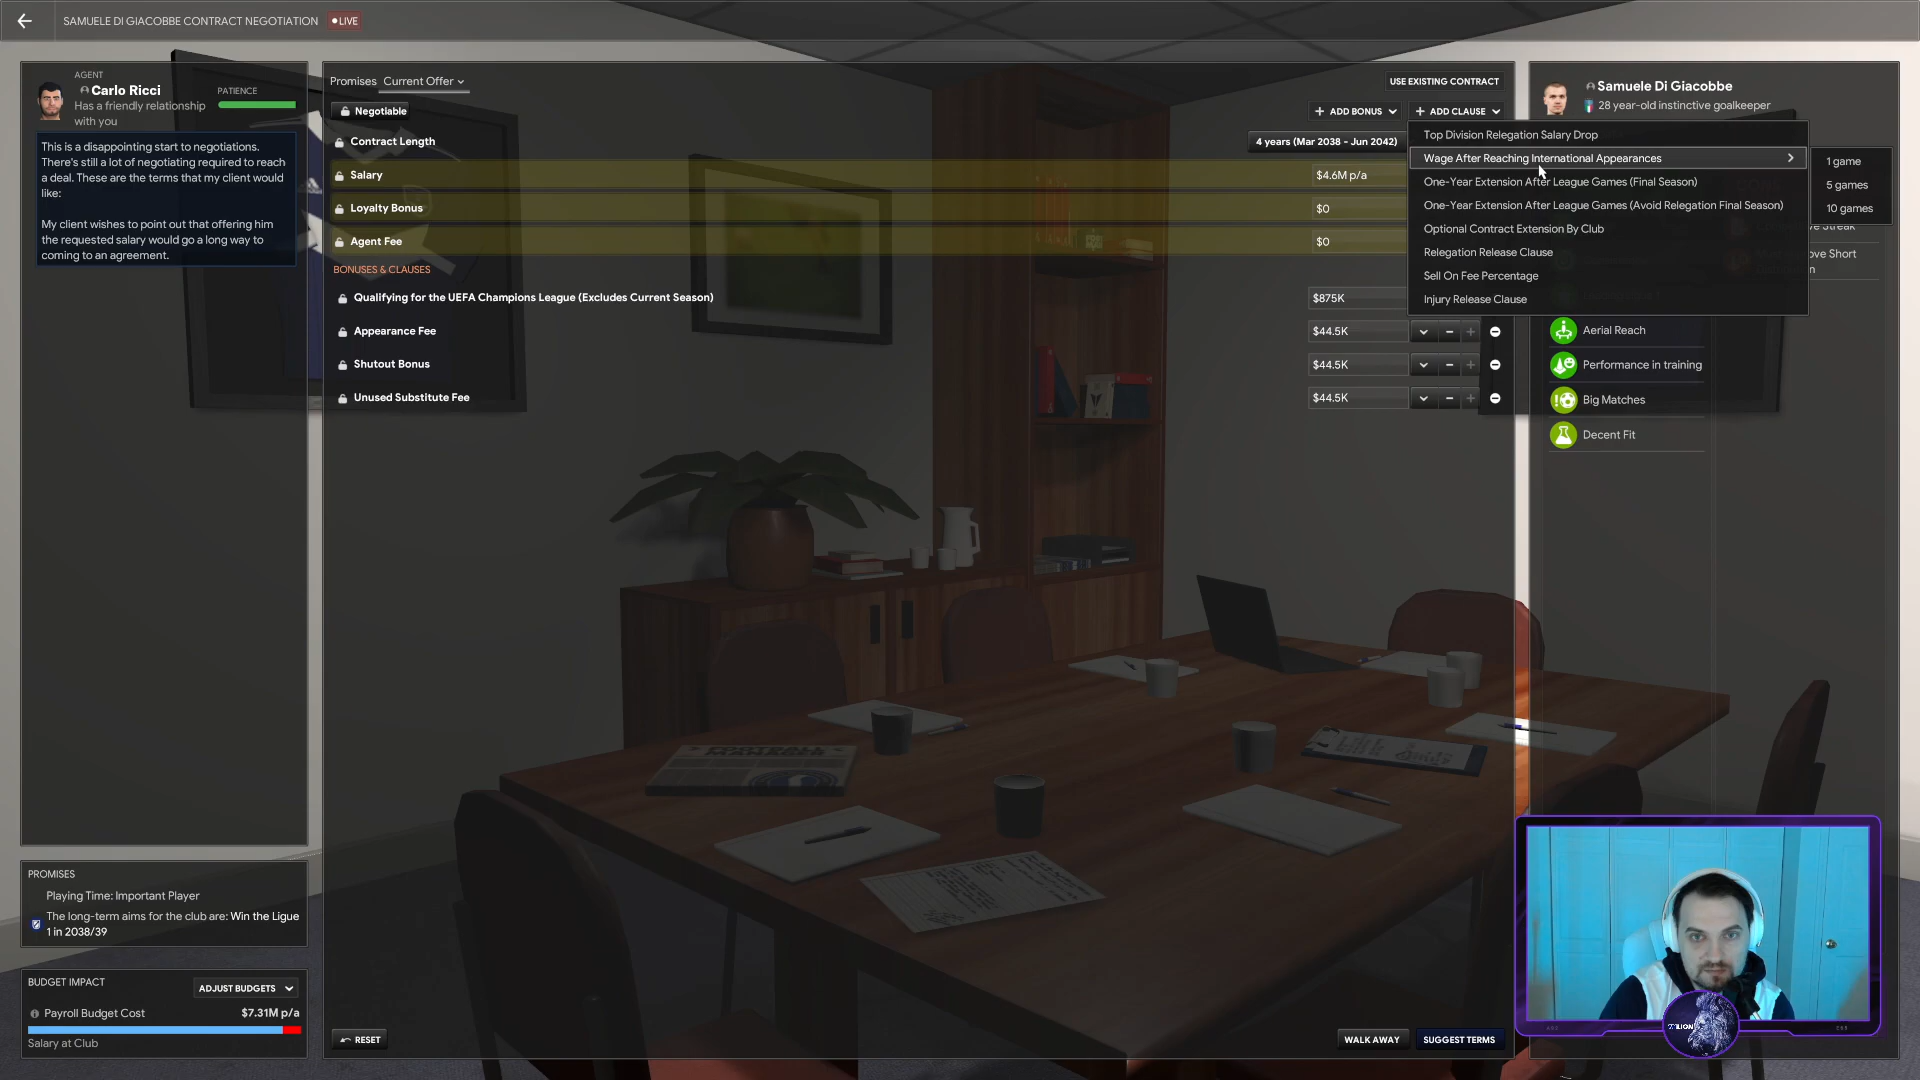 SAMUELE DI GIACOBBE CONTRACT NEGOTIATION
LIVE
AGENT
Carlo Ricci
Has a friendly relationship
with you
PATIENCE
This is a disappointing start to negotiations.
There's still a lot of negotiating required to reach
a deal. These are the terms that my client would
like:
My client wishes to point out that offering him
the requested salary would go a long way to
coming to an agreement.
Promises Current Offer
USE EXISTING CONTRACT
Negotiable
+ ADD BONUS
+ ADD CLAUSE
Contract Length
4 years (Mar 2038 - Jun 2042)
Salary
$4.6M p/a
Loyalty Bonus
$0
Agent Fee
$0
BONUSES & CLAUSES
Qualifying for the UEFA Champions League (Excludes Current Season)
$875K
Appearance Fee
$44.5K
Shutout Bonus
$44.5K
Unused Substitute Fee
$44.5K
Top Division Relegation Salary Drop
Wage After Reaching International Appearances
One-Year Extension After League Games (Final Season)
One-Year Extension After League Games (Avoid Relegation Final Season)
Optional Contract Extension By Club
Relegation Release Clause
Sell On Fee Percentage
Injury Release Clause
1 game
5 games
10 games
Samuele Di Giacobbe
28 year-old instinctive goalkeeper
Streak
ove Short
Aerial Reach
Performance in training
Big Matches
Decent Fit
FOOTBALL
MANAGER
PROMISES
Playing Time: Important Player
The long-term aims for the club are: Win the Ligue
1 in 2038/39
BUDGET IMPACT
ADJUST BUDGETS
Payroll Budget Cost
$7.31M p/a
Salary at Club
RESET
WALK AWAY
SUGGEST TERMS